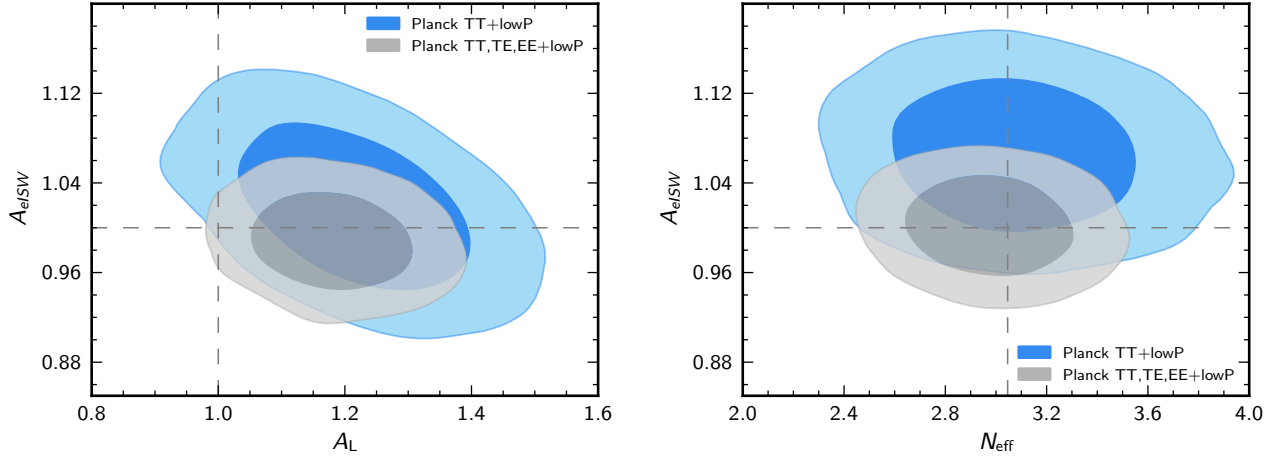 Planck TT+lowP
Planck TT,TE,EE+lowP
1.12
1.04
0.96
0.88
A_eISW
0.8 1.0 1.2 1.4 1.6
A_L
1.12
1.04
0.96
0.88
A_eISW
Planck TT+lowP
Planck TT,TE,EE+lowP
2.0 2.4 2.8 3.2 3.6 4.0
N_eff